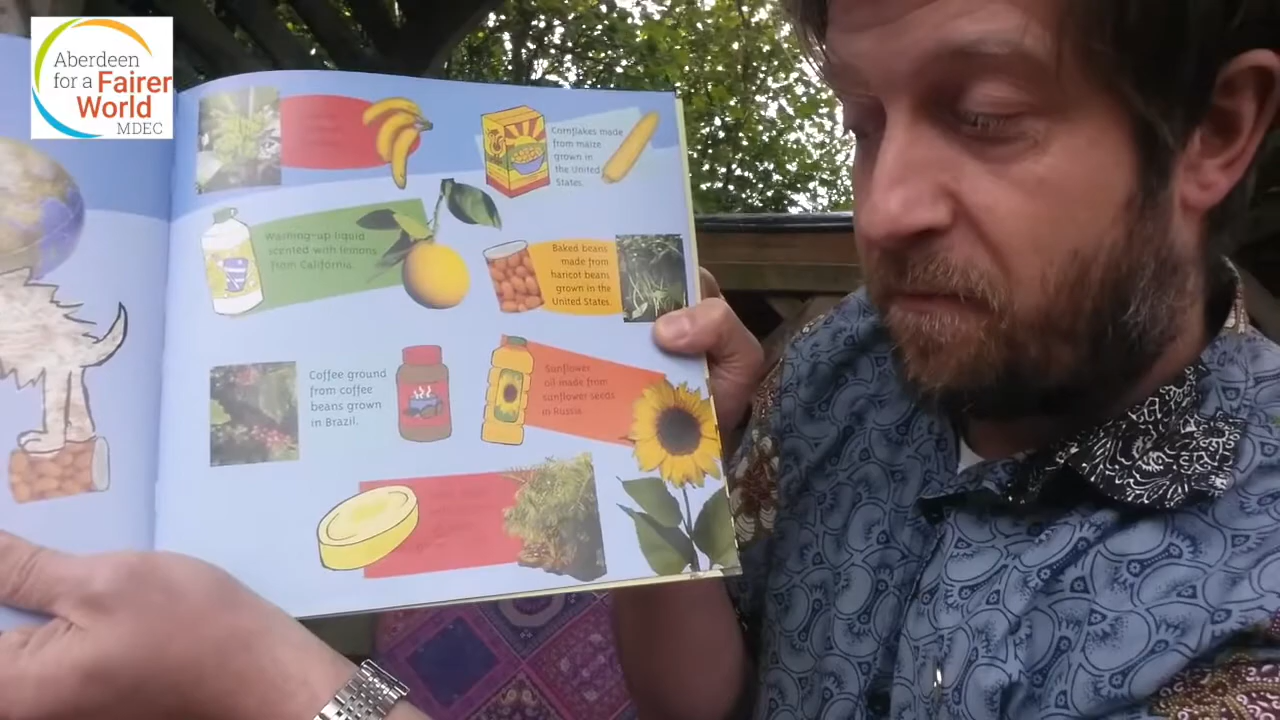 Aberdeen
for a Fairer
World
MDEC
Cornflakes made
from maize
grown in
the United
States.
Washing-up liquid
scented with lemons
from California.
Baked beans
made from
haricot beans
grown in the
United States.
Coffee ground
from coffee
beans grown
in Brazil.
Sunflower
oil made from
sunflower seeds
in Russia.